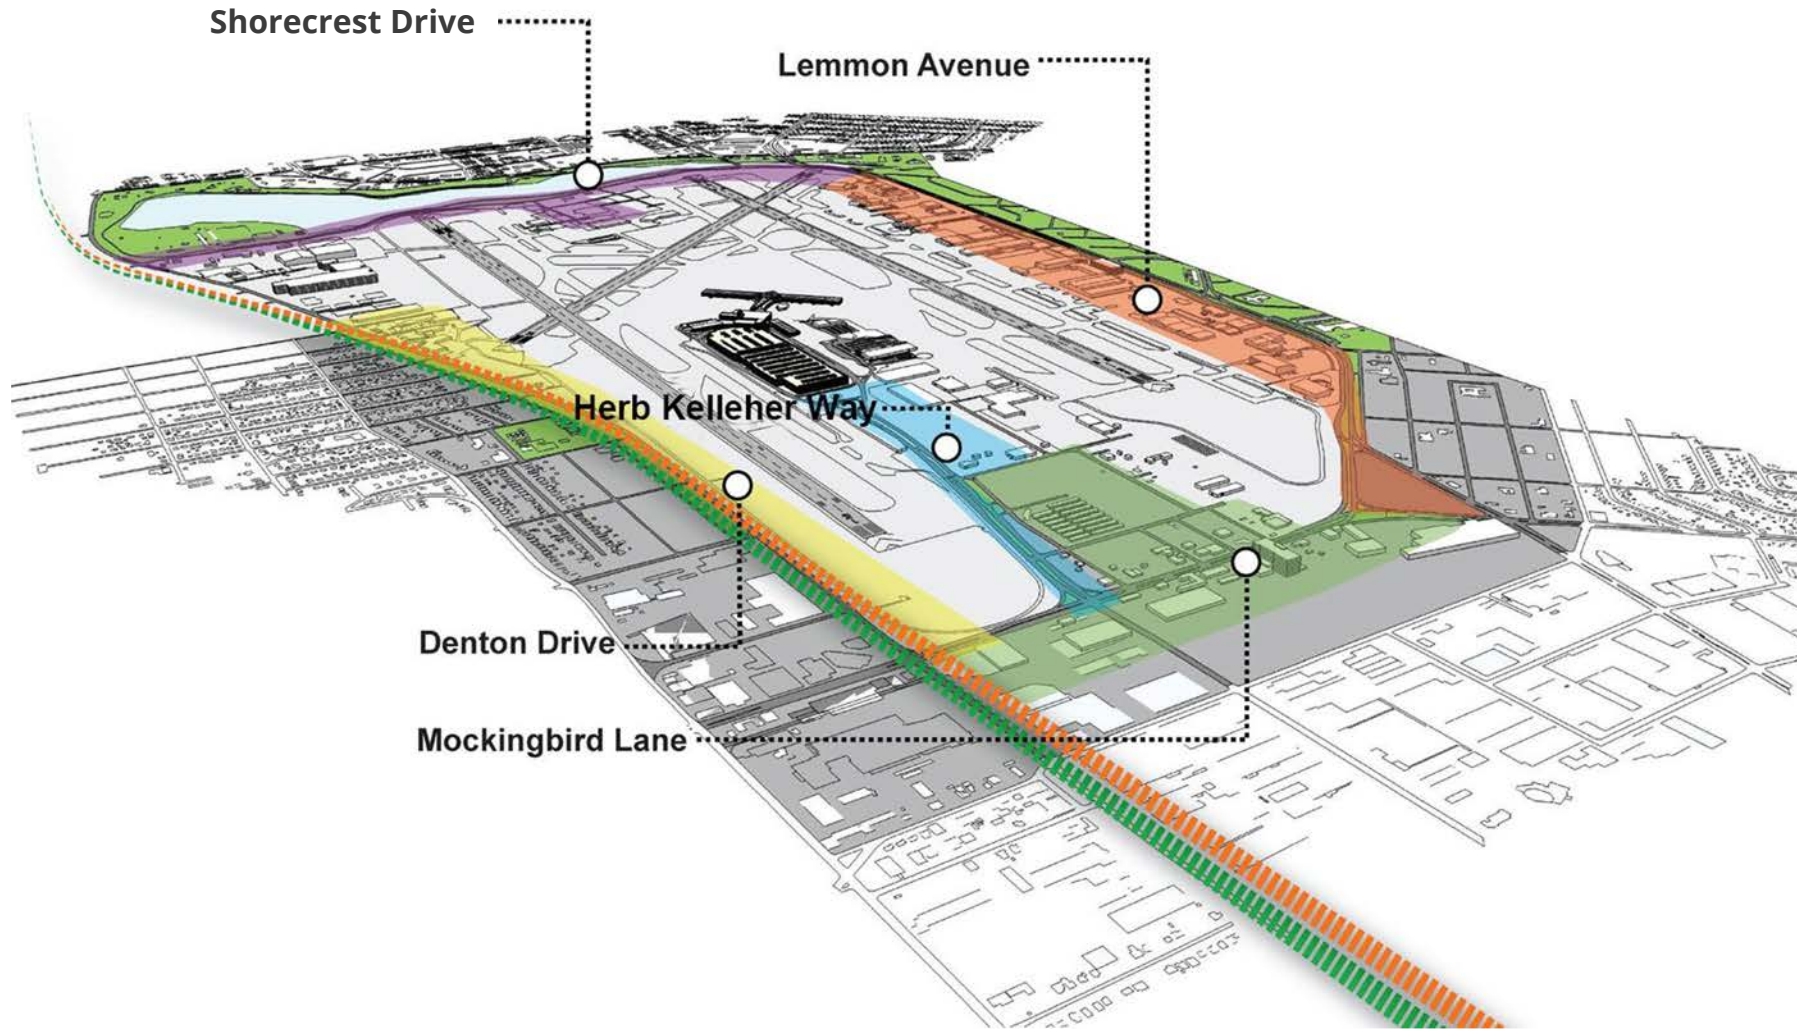 Shorecrest Drive
Lemmon Avenue
Herb Kelleher Way
Denton Drive
Mockingbird Lane